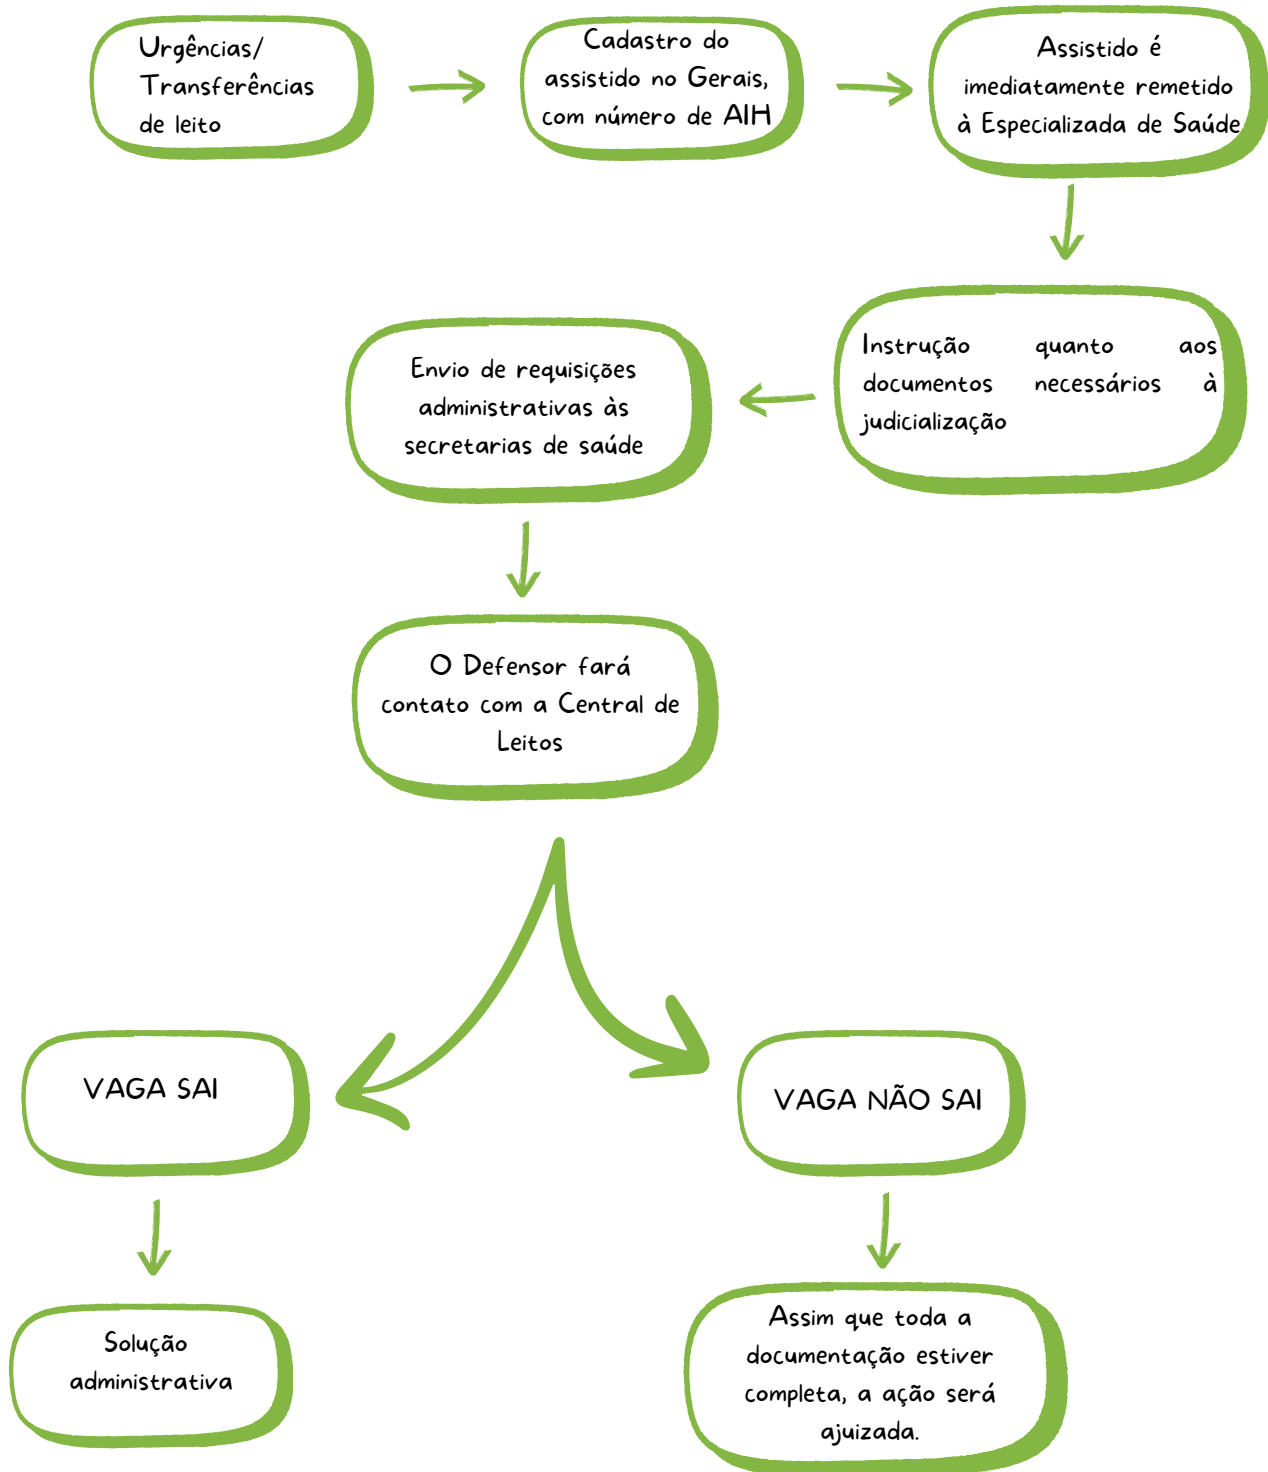 Urgências/
Transferências
de leito
Cadastro do
assistido no Gerais,
com número de AIH
Assistido é
imediatamente remetido
à Especializada de Saúde
Instrução quanto aos
documentos necessários à
judicialização
Envio de requisições
administrativas às
secretarias de saúde
O Defensor fará
contato com a Central de
Leitos
VAGA SAI
VAGA NÃO SAI
Solução
administrativa
Assim que toda a
documentação estiver
completa, a ação será
ajuizada.